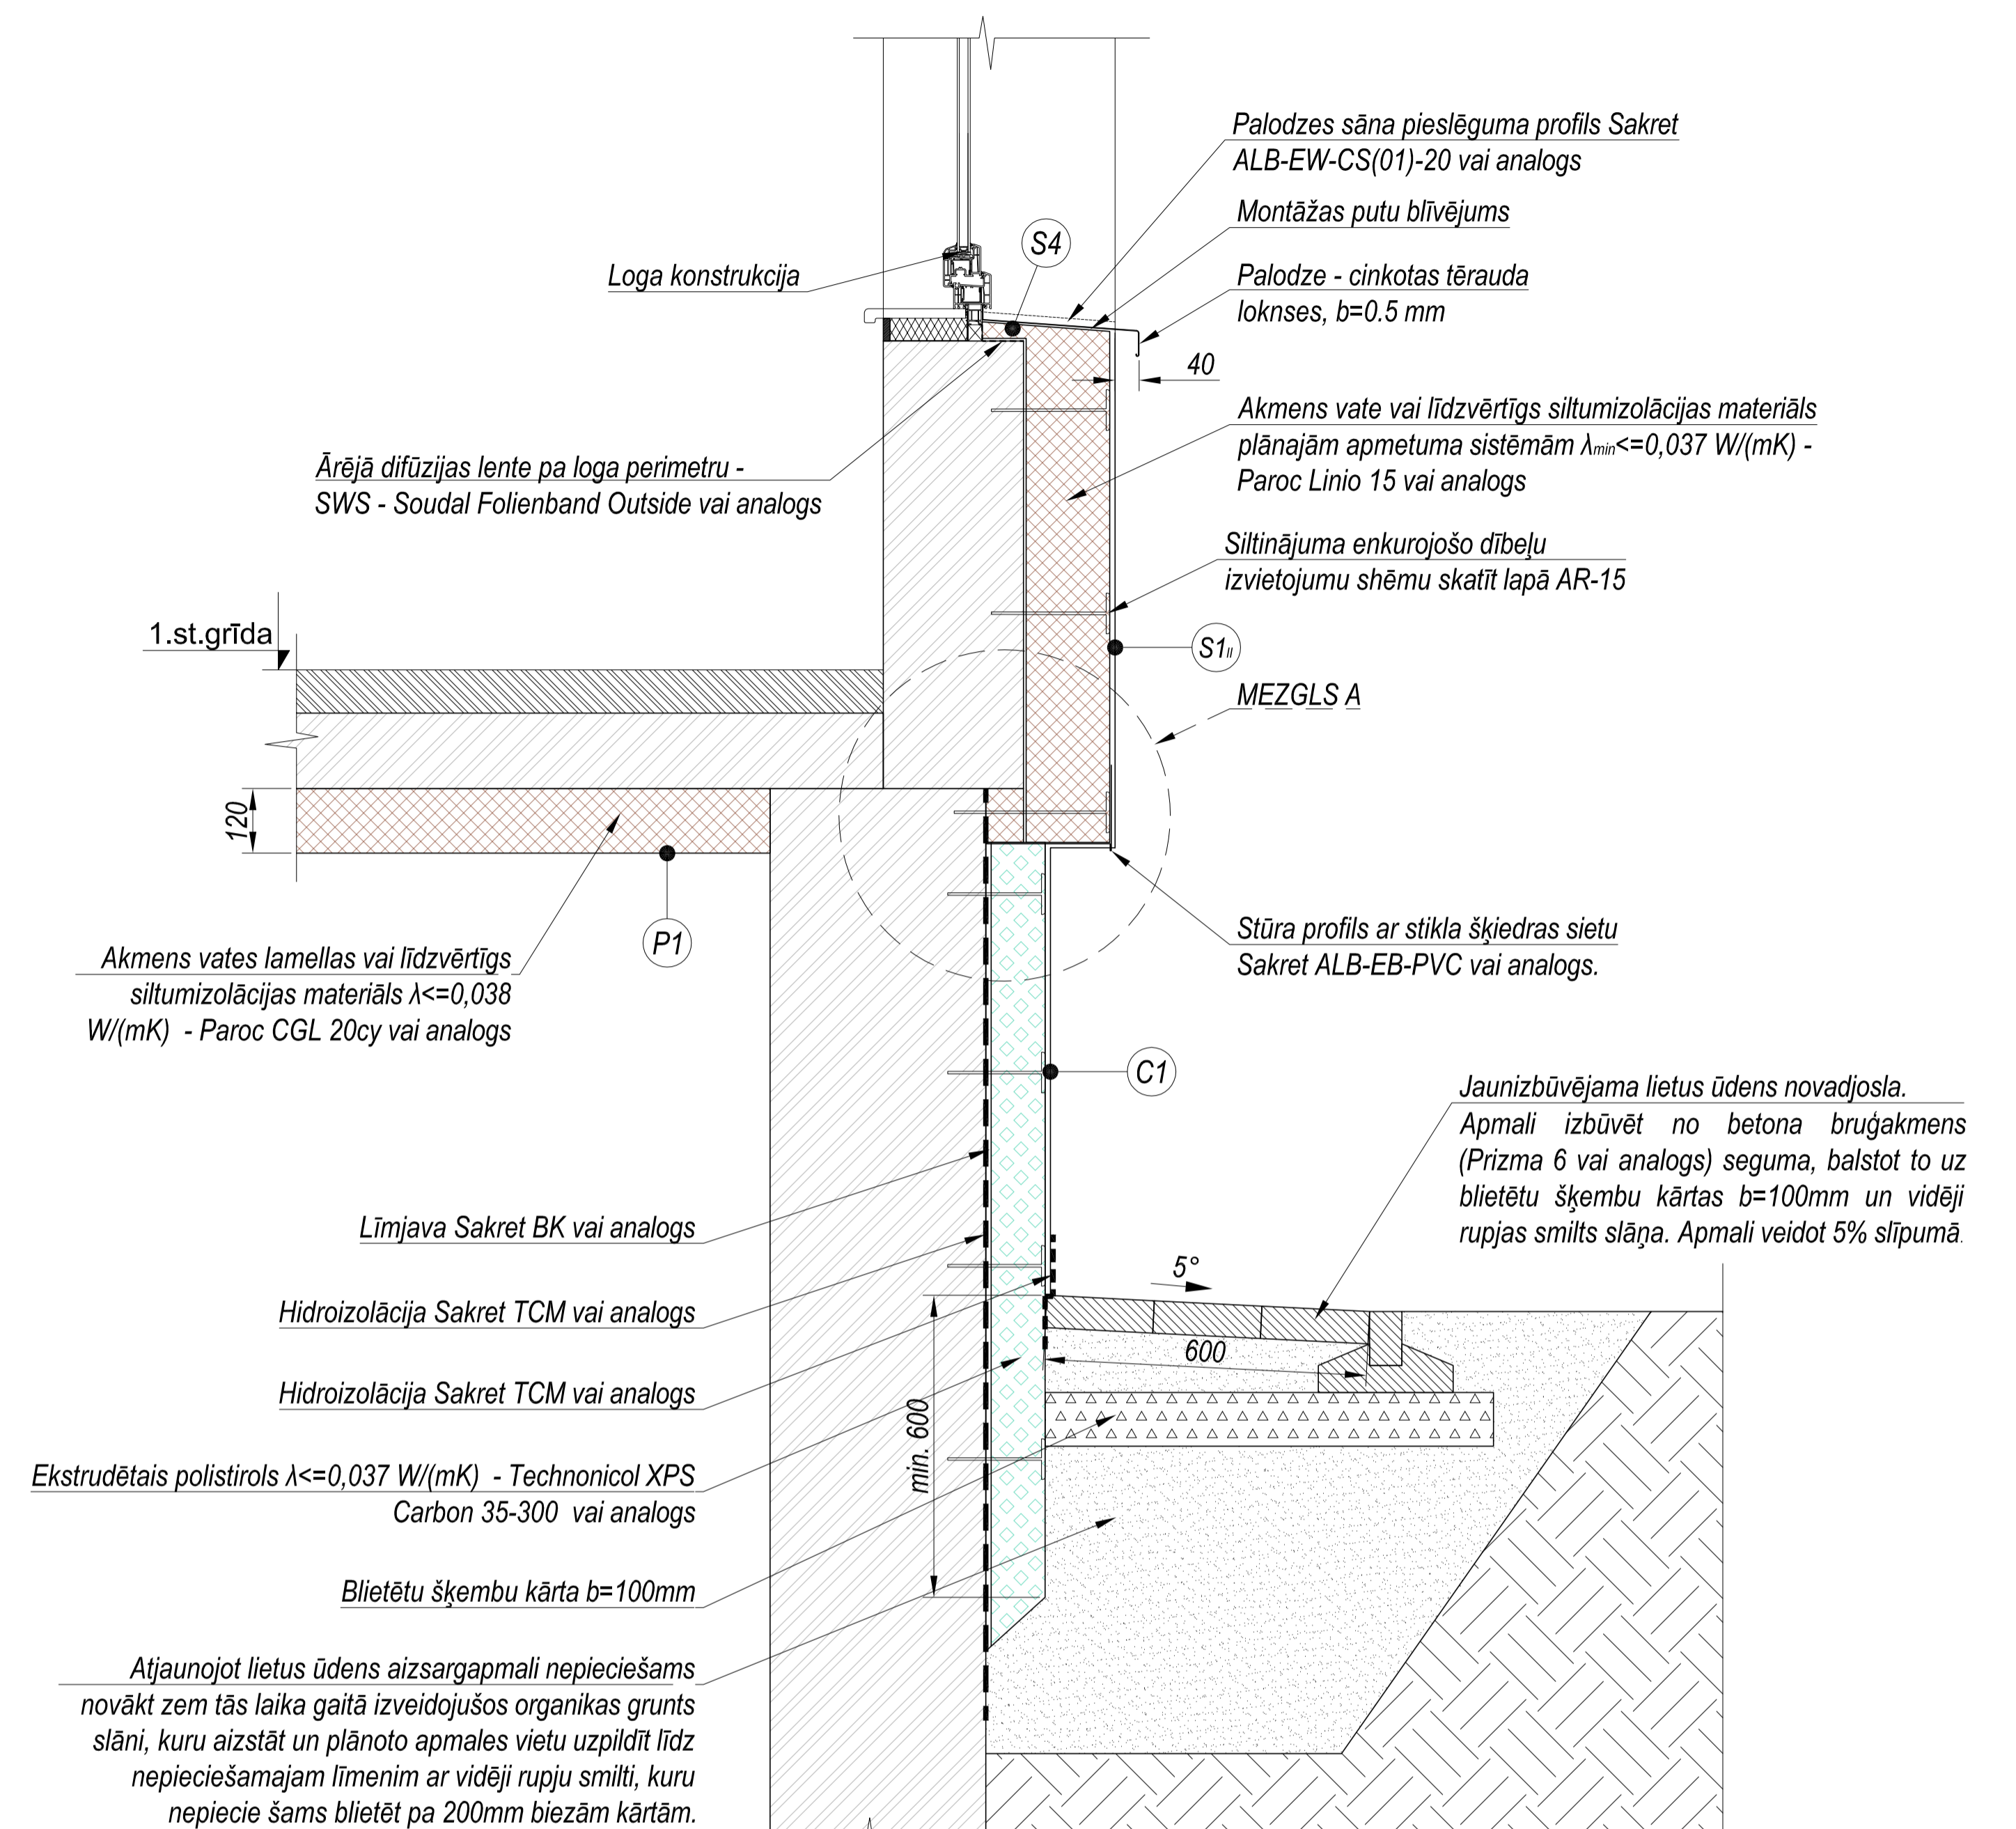 Palodzes sāna pieslēguma profils Sakret
ALB-EW-CS(01)-20 vai analogs
Montāžas putu blīvējums
S4
Loga konstrukcija
Palodze - cinkotas tērauda
loknses, b=0.5 mm
40
Akmens vate vai līdzvērtīgs siltumizolācijas materiāls
plānajām apmetuma sistēmām λmin<=0,037 W/(mK) -
Paroc Linio 15 vai analogs
Ārējā difūzijas lente pa loga perimetru -
SWS - Soudal Folienband Outside vai analogs
Siltinājuma enkurojošo dībeļu
izvietojumu shēmu skatīt lapā AR-15
1.st.grīda
S1II
MEZGLS A
120
P1
Stūra profils ar stikla šķiedras sietu
Sakret ALB-EB-PVC vai analogs.
Akmens vates lamellas vai līdzvērtīgs
siltumizolācijas materiāls λ<=0,038
W/(mK) - Paroc CGL 20cy vai analogs
C1
Jaunizbūvējama lietus ūdens novadjosla.
Apmali izbūvēt no betona bruģakmens
(Prizma 6 vai analogs) seguma, balstot to uz
blietētu šķembu kārtas b=100mm un vidēji
rupjas smilts slāņa. Apmali veidot 5% slīpumā.
Līmjava Sakret BK vai analogs
5°
Hidroizolācija Sakret TCM vai analogs
600
Hidroizolācija Sakret TCM vai analogs
min. 600
Ekstrudētais polistirols λ<=0,037 W/(mK) - Technonicol XPS
Carbon 35-300 vai analogs
Blietētu šķembu kārta b=100mm
Atjaunojot lietus ūdens aizsargapmali nepieciešams
novākt zem tās laika gaitā izveidojušos organikas grunts
slāni, kuru aizstāt un plānoto apmales vietu uzpildīt līdz
nepieciešamajam līmenim ar vidēji rupju smilti, kuru
nepiecie šams blietēt pa 200mm biezām kārtām.